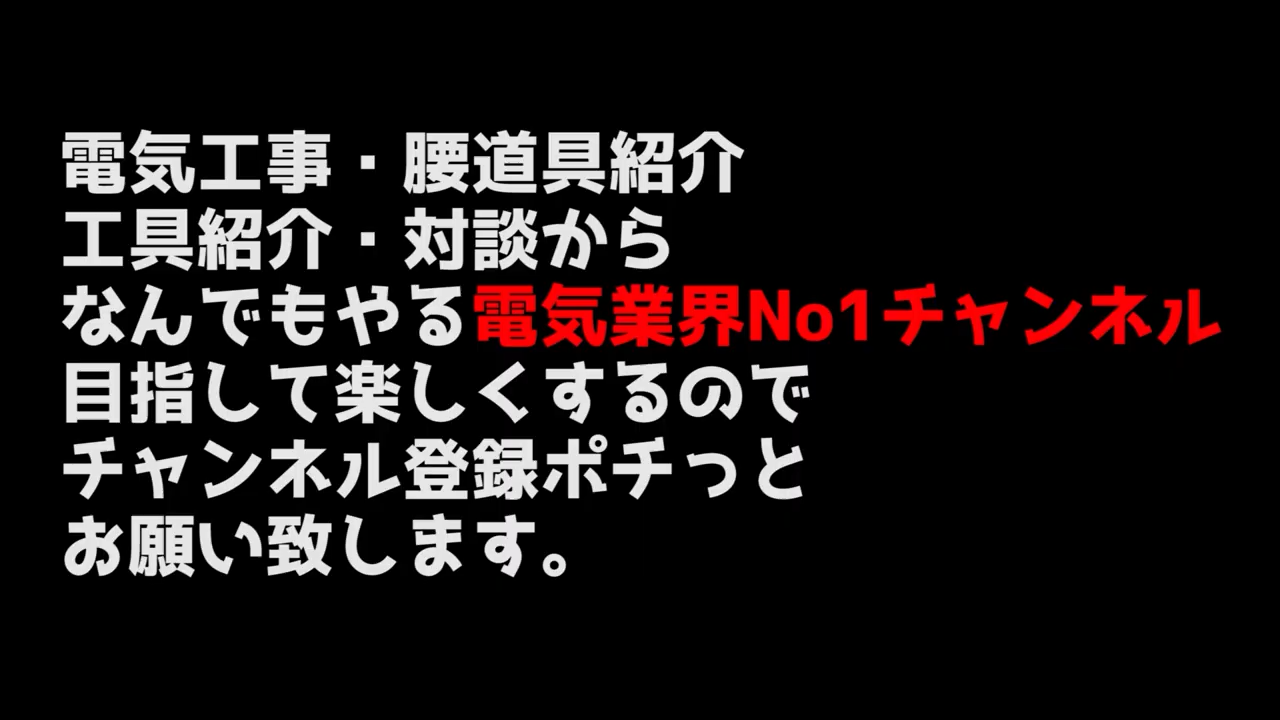 電気工事・腰道具紹介
工具紹介・対談から
なんでもやる電気業界No1チャンネル
目指して楽しくするので
チャンネル登録ポチっと
お願い致します。